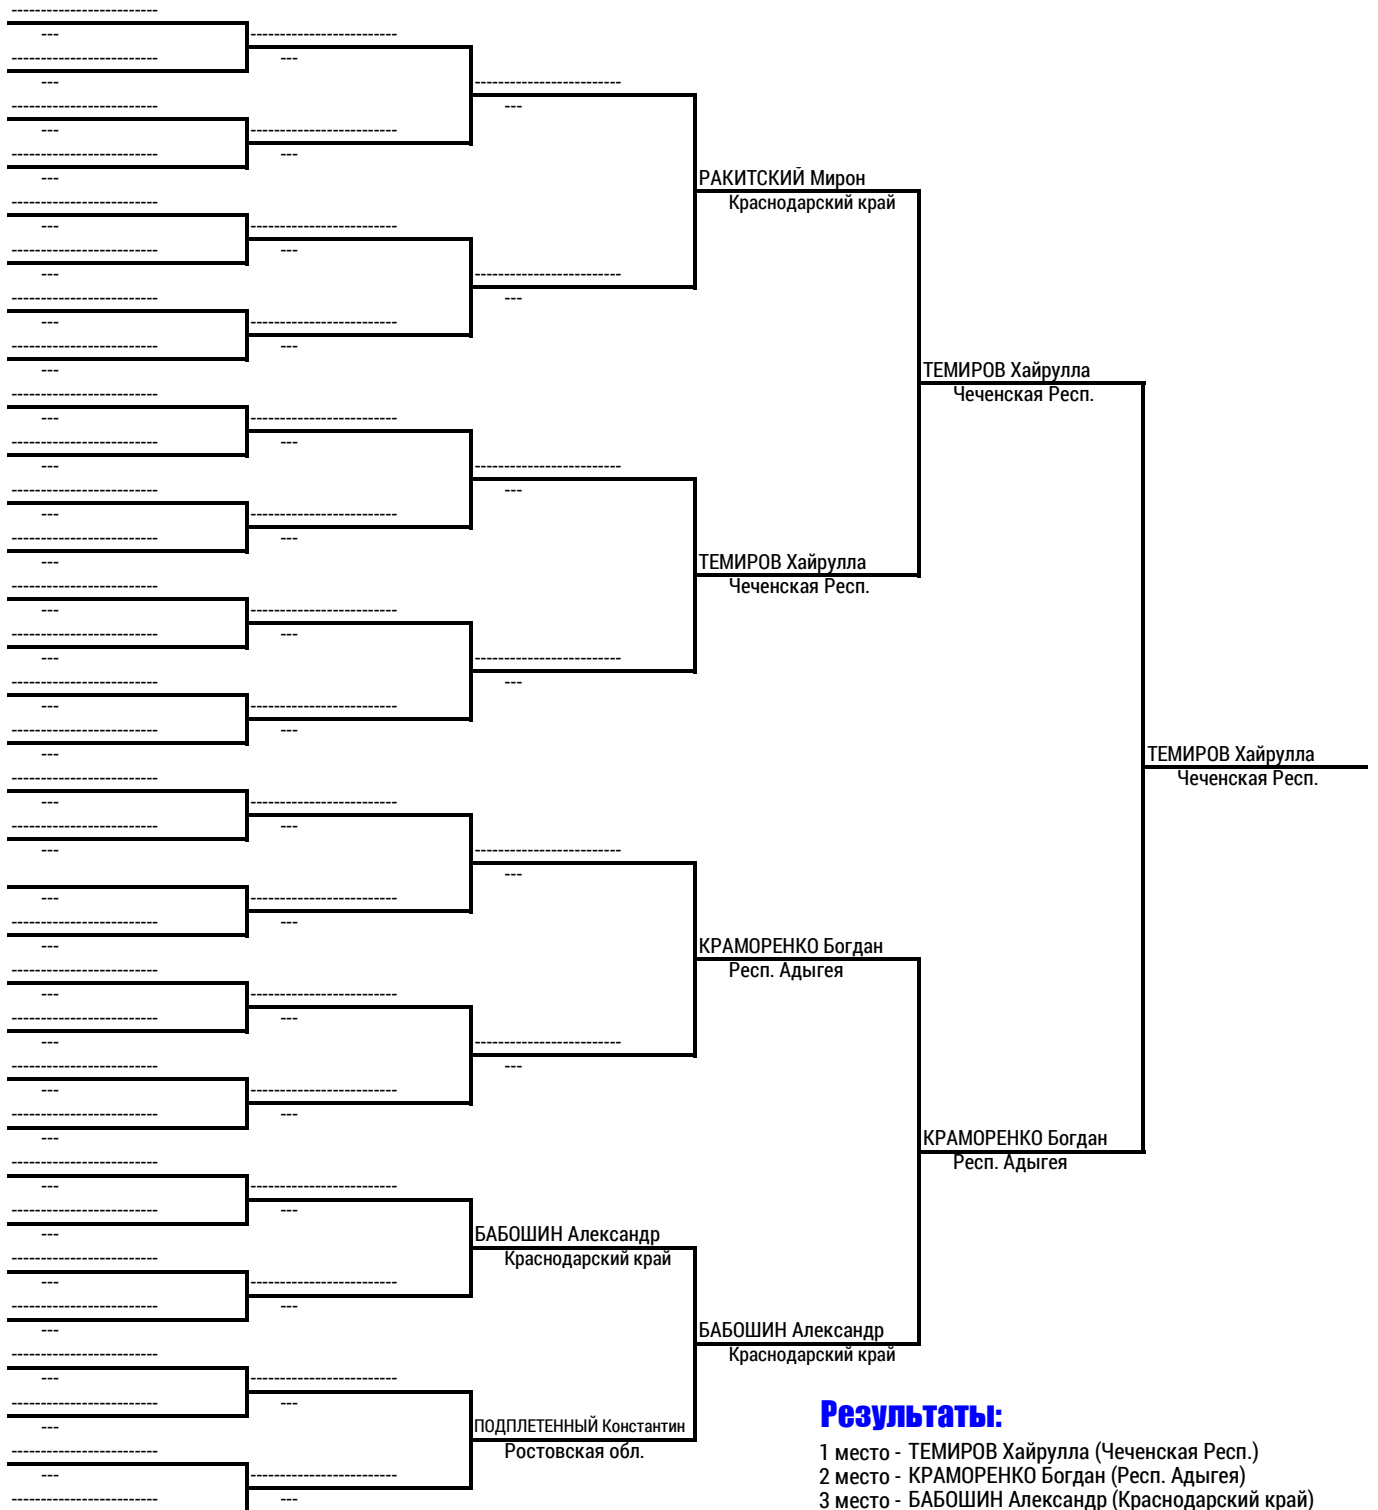 РАКИТСКИЙ Мирон
Краснодарский край
ТЕМИРОВ Хайрулла
Чеченская Респ.
ТЕМИРОВ Хайрулла
Чеченская Респ.
ТЕМИРОВ Хайрулла
Чеченская Респ.
КРАМОРЕНКО Богдан
Респ. Адыгея
КРАМОРЕНКО Богдан
Респ. Адыгея
БАБОШИН Александр
Краснодарский край
БАБОШИН Александр
Краснодарский край
ПОДПЛЕТЕННЫЙ Константин
Ростовская обл.
Результаты:
1 место - ТЕМИРОВ Хайрулла (Чеченская Респ.)
2 место - КРАМОРЕНКО Богдан (Респ. Адыгея)
3 место - БАБОШИН Александр (Краснодарский край)